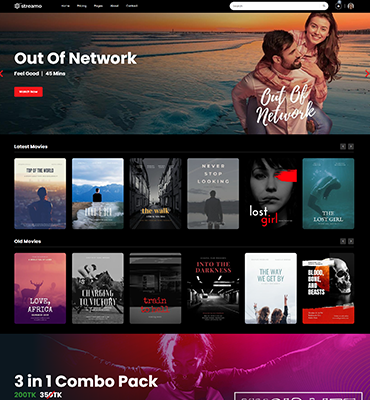 streamo
Home Pricing Pages About Contact
Search
Out Of Network
Feel Good | 45 Mins
Watch Now
Out Of
Network
Latest Movies
TOP OF THE WORLD
the walk
NEVER
STOP
LOOKING
lost
girl
THE
LOST GIRL
Old Movies
LOVE,
AFRICA
CHARGING
TO VICTORY
train
INTO THE
DARKNESS
THE WAY
WE GET
BY
BLOOD,
BONE,
AND
BEASTS
3 in 1 Combo Pack
200TK 350TK